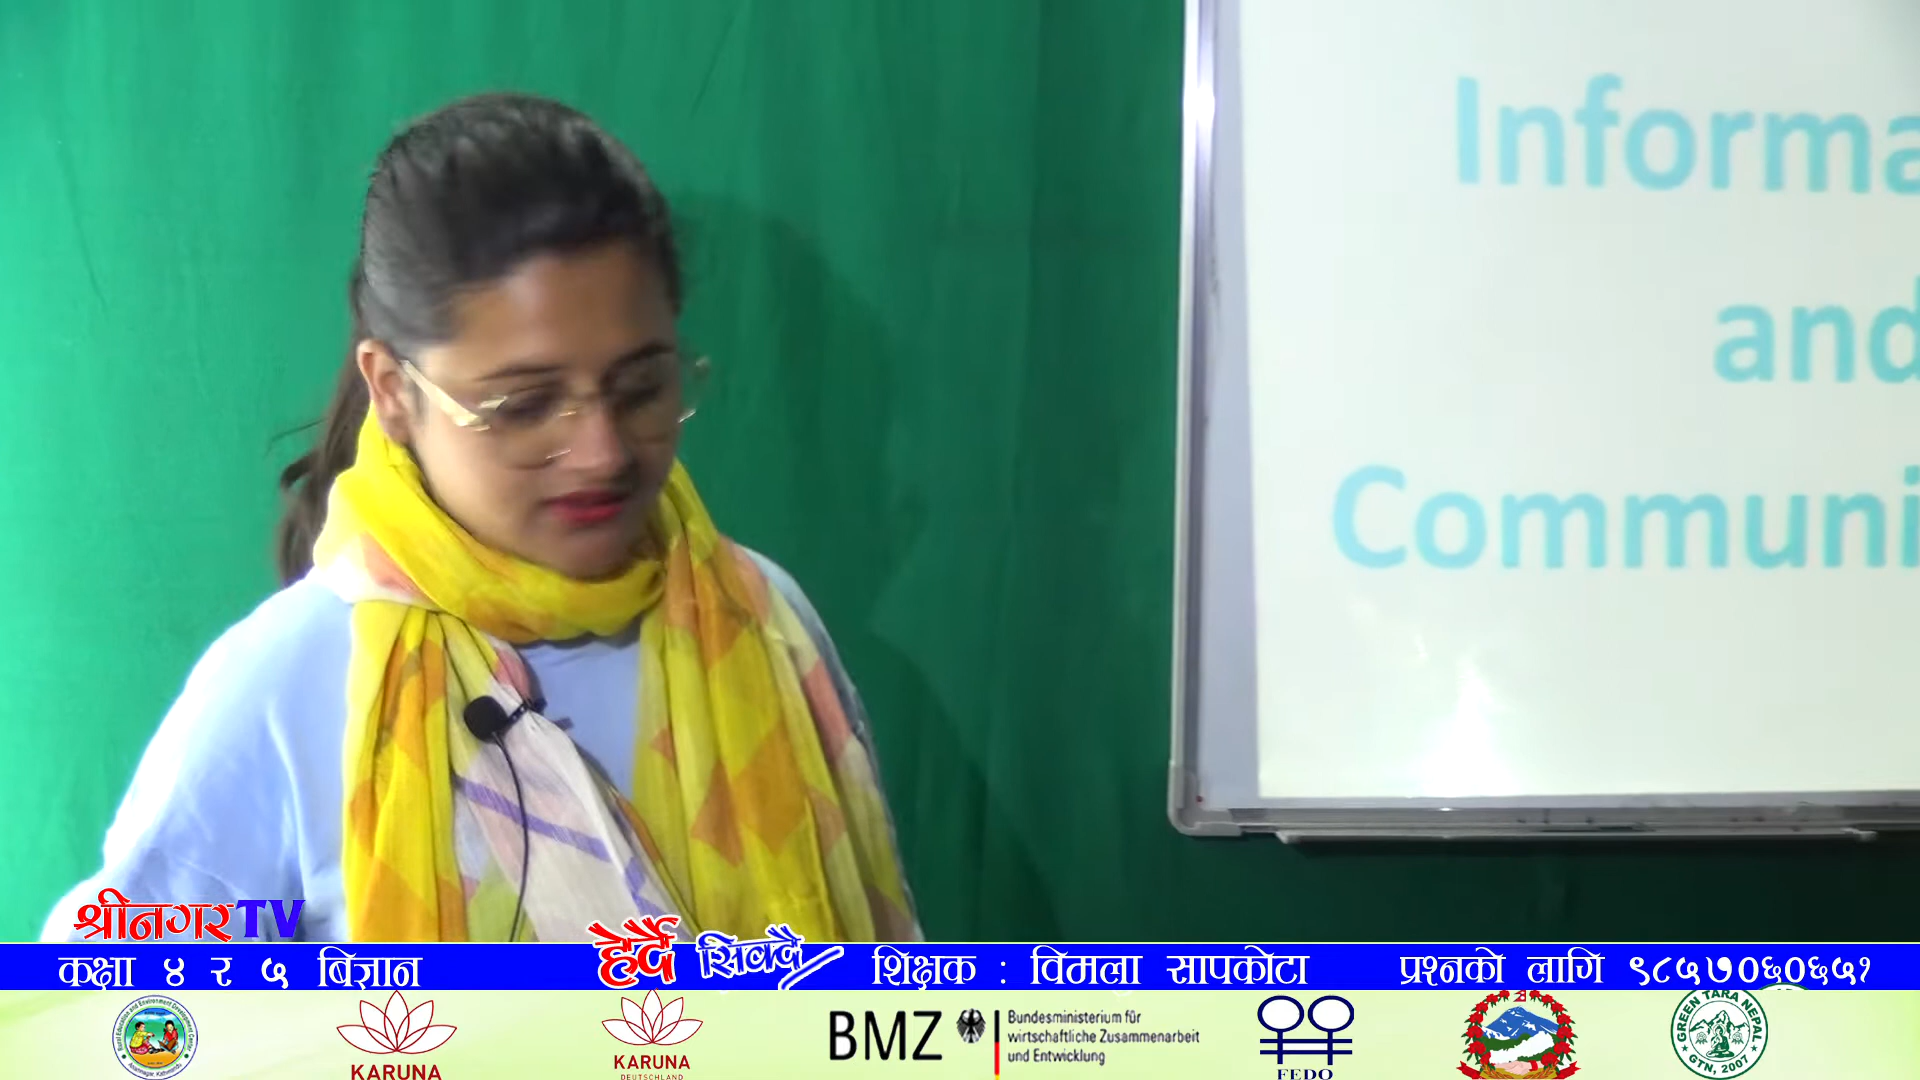 Informa
and
Communi
श्रीनगरTV
कक्षा ४ र ५ बिज्ञान
हेर्दै सिक्दै
शिक्षक : विमला सापकोटा
प्रश्नको लागि ९८५७०६०६५१
KARUNA
KARUNA
DEUTSCHLAND
BMZ
Bundesministerium für
wirtschaftliche Zusammenarbeit
und Entwicklung
FEDO
GREEN TARA NEPAL
GTN, 2007